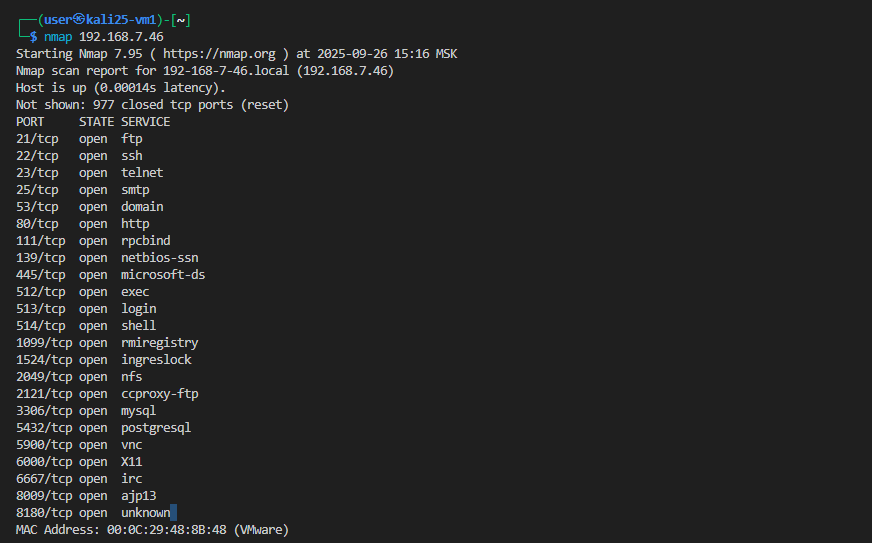 ┌──(user㉿kali25-vm1)-[~]
└─$ nmap 192.168.7.46
Starting Nmap 7.95 ( https://nmap.org ) at 2025-09-26 15:16 MSK
Nmap scan report for 192-168-7-46.local (192.168.7.46)
Host is up (0.00014s latency).
Not shown: 977 closed tcp ports (reset)
PORT     STATE SERVICE
21/tcp   open  ftp
22/tcp   open  ssh
23/tcp   open  telnet
25/tcp   open  smtp
53/tcp   open  domain
80/tcp   open  http
111/tcp  open  rpcbind
139/tcp  open  netbios-ssn
445/tcp  open  microsoft-ds
512/tcp  open  exec
513/tcp  open  login
514/tcp  open  shell
1099/tcp open  rmiregistry
1524/tcp open  ingreslock
2049/tcp open  nfs
2121/tcp open  ccproxy-ftp
3306/tcp open  mysql
5432/tcp open  postgresql
5900/tcp open  vnc
6000/tcp open  X11
6667/tcp open  irc
8009/tcp open  ajp13
8180/tcp open  unknown
MAC Address: 00:0C:29:48:8B:48 (VMware)